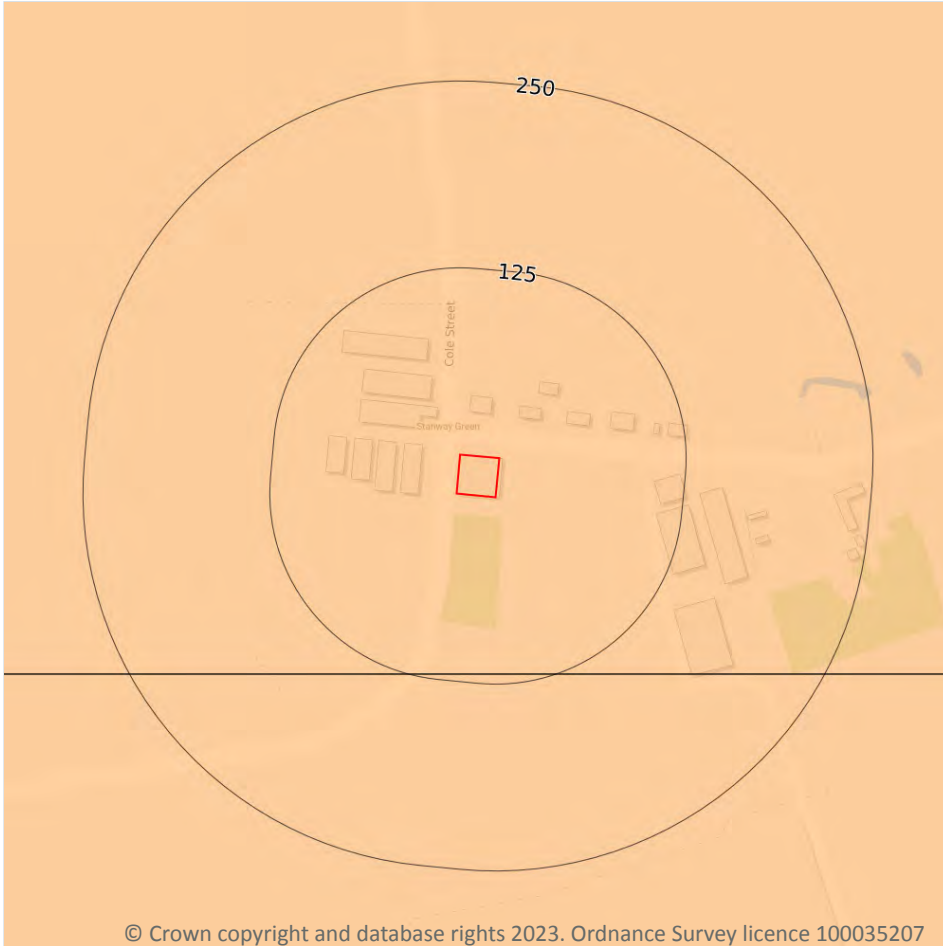 250
125
Cole Street
Stanway Green
© Crown copyright and database rights 2023. Ordnance Survey licence 100035207